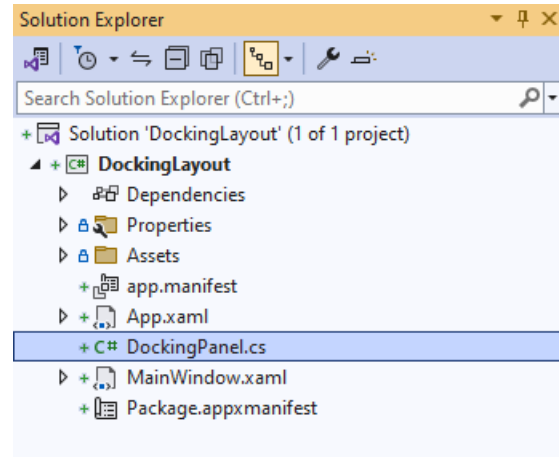 Solution Explorer
Search Solution Explorer (Ctrl+;)
Solution 'DockingLayout' (1 of 1 project)
C# DockingLayout
Dependencies
Properties
Assets
app.manifest
App.xaml
C# DockingPanel.cs
MainWindow.xaml
Package.appxmanifest